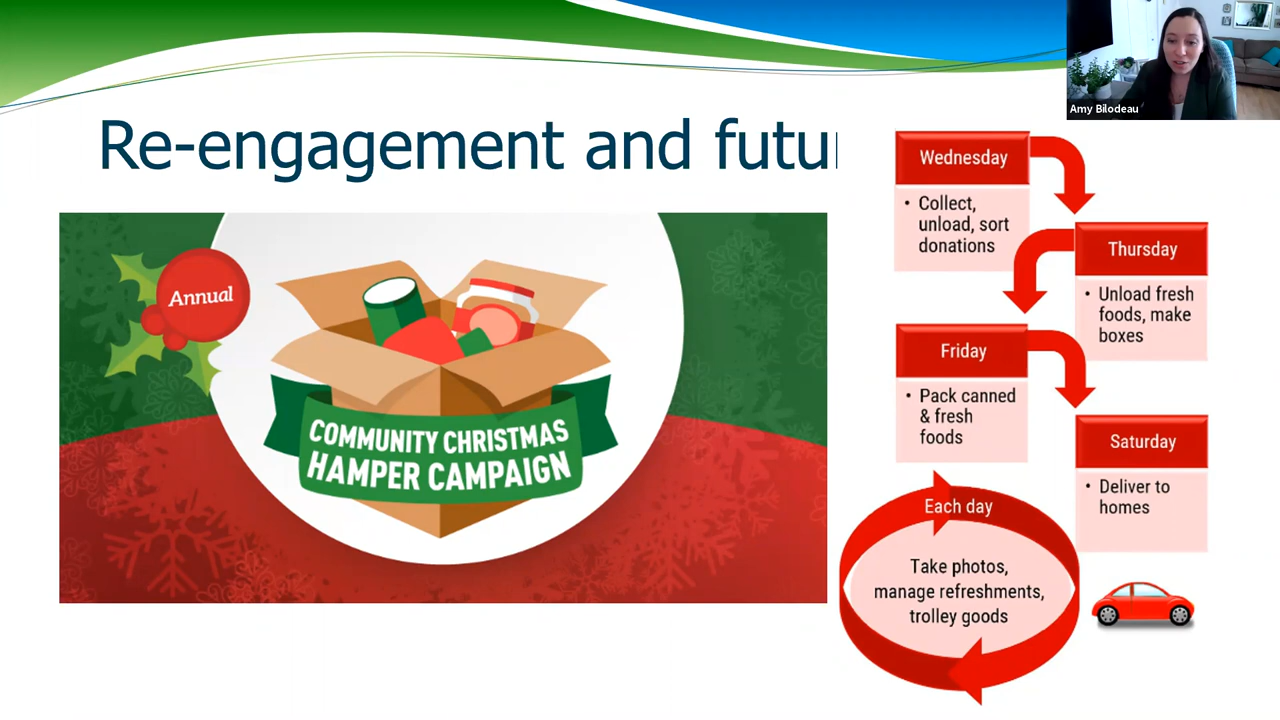 Amy Bilodeau
Re-engagement and
Annual
COMMUNITY CHRISTMAS
HAMPER CAMPAIGN
Wednesday
• Collect,
unload, sort
donations
Thursday
• Unload fresh
foods, make
boxes
Friday
• Pack canned
& fresh
foods
Saturday
• Deliver to
homes
Each day
Take photos,
manage refreshments,
trolley goods